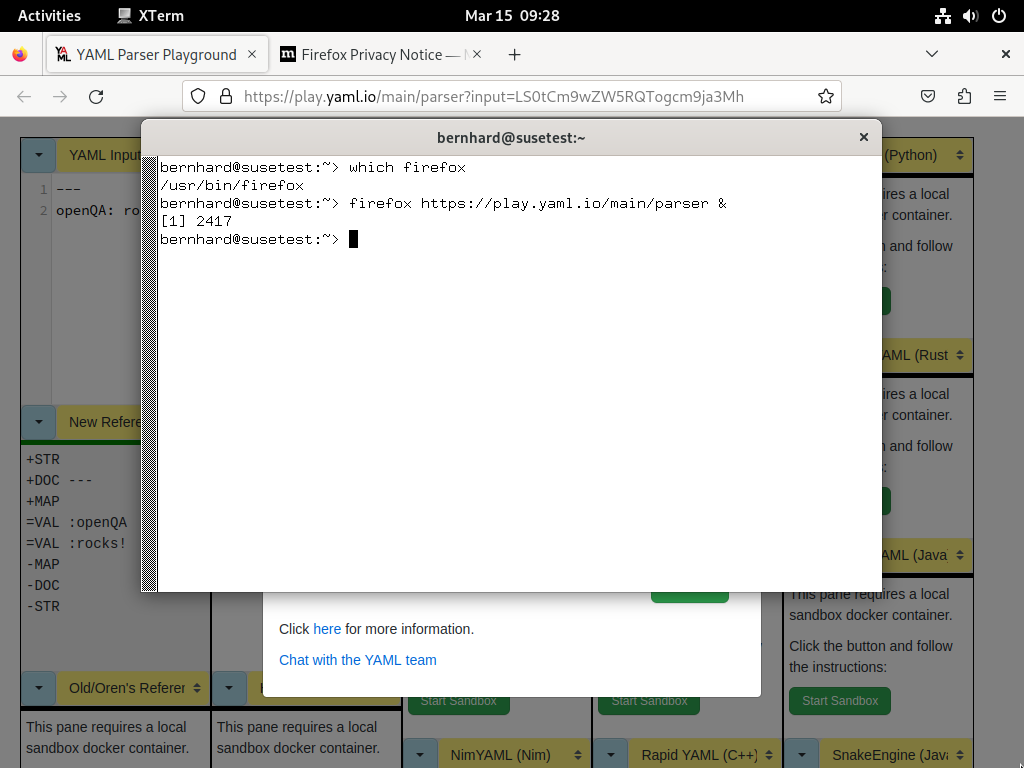 Activities XTerm Mar 15 09:28
YAML Parser Playground Firefox Privacy Notice —
https://play.yaml.io/main/parser?input=LS0tCm9wZW5RQTogcm9ja3Mh
bernhard@susetest:~
bernhard@susetest:~> which firefox
/usr/bin/firefox
bernhard@susetest:~> firefox https://play.yaml.io/main/parser &
[1] 2417
bernhard@susetest:~>
YAML Input
1 ---
2 openQA: ro
(Python)
container.
and follow
New Refere
+STR
+DOC ---
+MAP
=VAL :openQA
=VAL :rocks!
-MAP
-DOC
-STR
AML (Rust
ires a local
container.
and follow
AML (Java
This pane requires a local
sandbox docker container.
Click the button and follow
the instructions:
Start Sandbox
Click here for more information.
Chat with the YAML team
Old/Oren's Referer
This pane requires a local
sandbox docker container.
This pane requires a local
sandbox docker container.
Start Sandbox
Start Sandbox
NimYAML (Nim)
Rapid YAML (C++)
SnakeEngine (Java